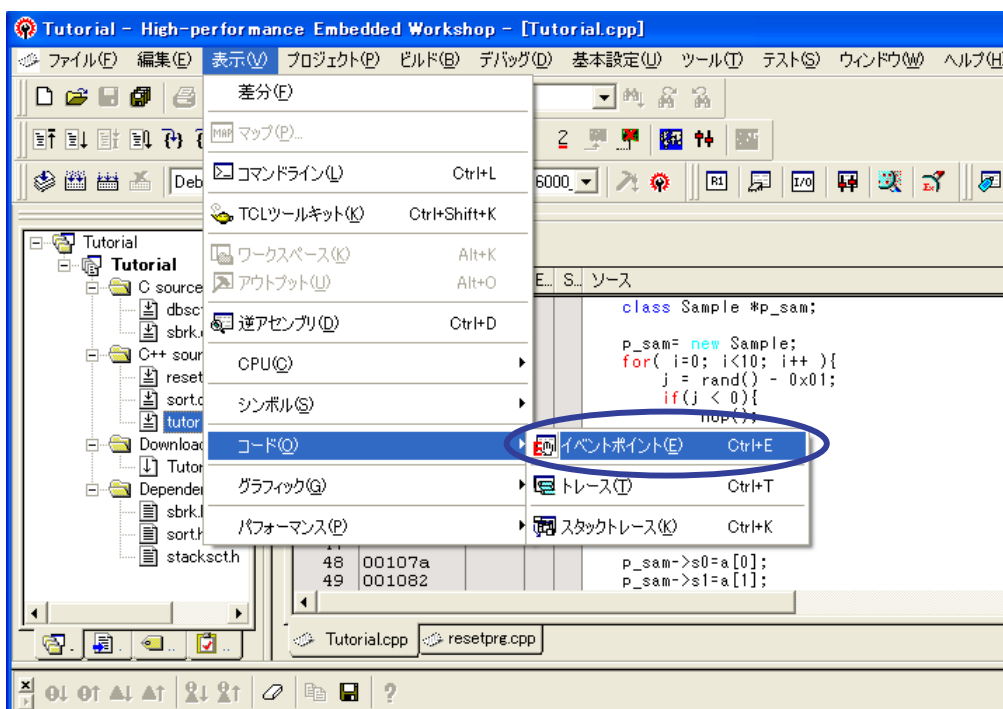 Tutorial - High-performance Embedded Workshop - [Tutorial.cpp]
ファイル(F) 編集(E) 表示(V) プロジェクト(P) ビルド(B) デバッグ(D) 基本設定(U) ツール(T) テスト(S) ウィンドウ(W) ヘルプ(H
差分(F)
MAP マップ(P)...
コマンドライン(L) Ctrl+L
TCLツールキット(K) Ctrl+Shift+K
ワークスペース(K) Alt+K
アウトプット(U) Alt+O
逆アセンブリ(D) Ctrl+D
CPU(C)
シンボル(S)
コード(O)
グラフィック(G)
パフォーマンス(P)
イベントポイント(E) Ctrl+E
トレース(T) Ctrl+T
スタックトレース(K) Ctrl+K
2
Deb
6000_
R1
I/O
Tutorial
Tutorial
C source
dbsc
sbrk.
C++ sour
reset
sort.c
tutor
Downloa
Tutor
Depende
sbrk.l
sort.h
stacksct.h
E... S... ソース
class Sample *p_sam;
p_sam= new Sample;
for( i=0; i<10; i++ ){
j = rand() - 0x01;
if(j < 0){
nop();
48 00107a p_sam->s0=a[0];
49 001082 p_sam->s1=a[1];
Tutorial.cpp resetprg.cpp
?